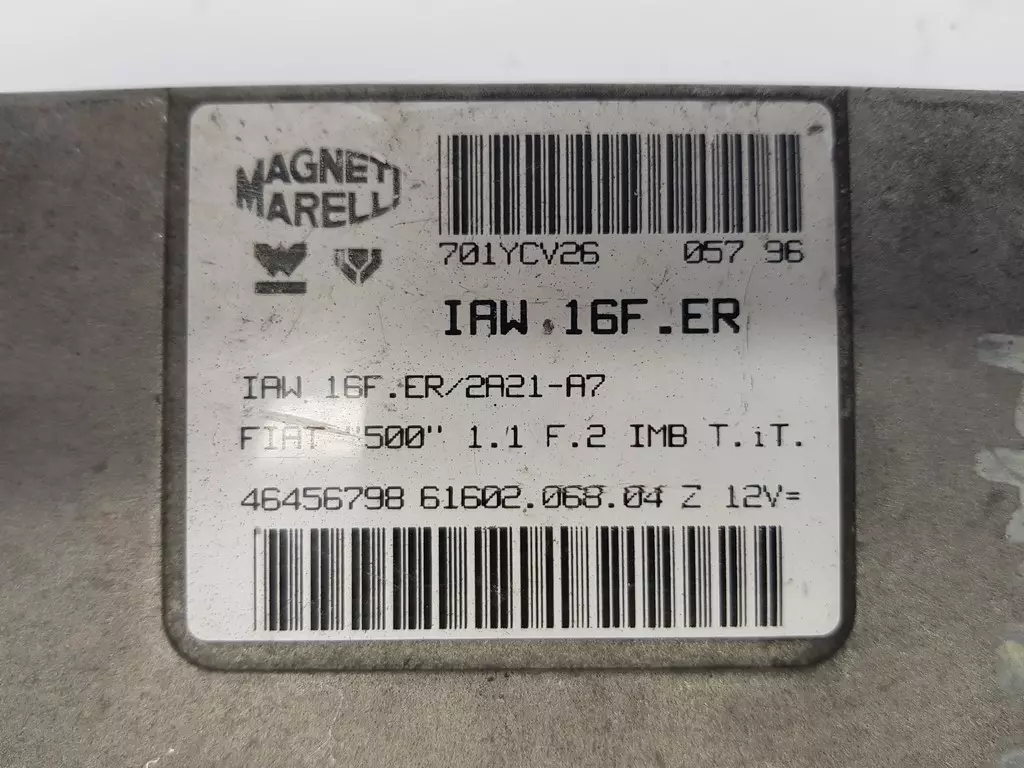 MAGNETI
MARELLI
701YCV26 057 96
IAW 16F.ER
IAW 16F.ER/2A21-A7
FIAT "500" 1.1 F.2 IMB T.iT.
46456798 61602.068.04 Z 12V=